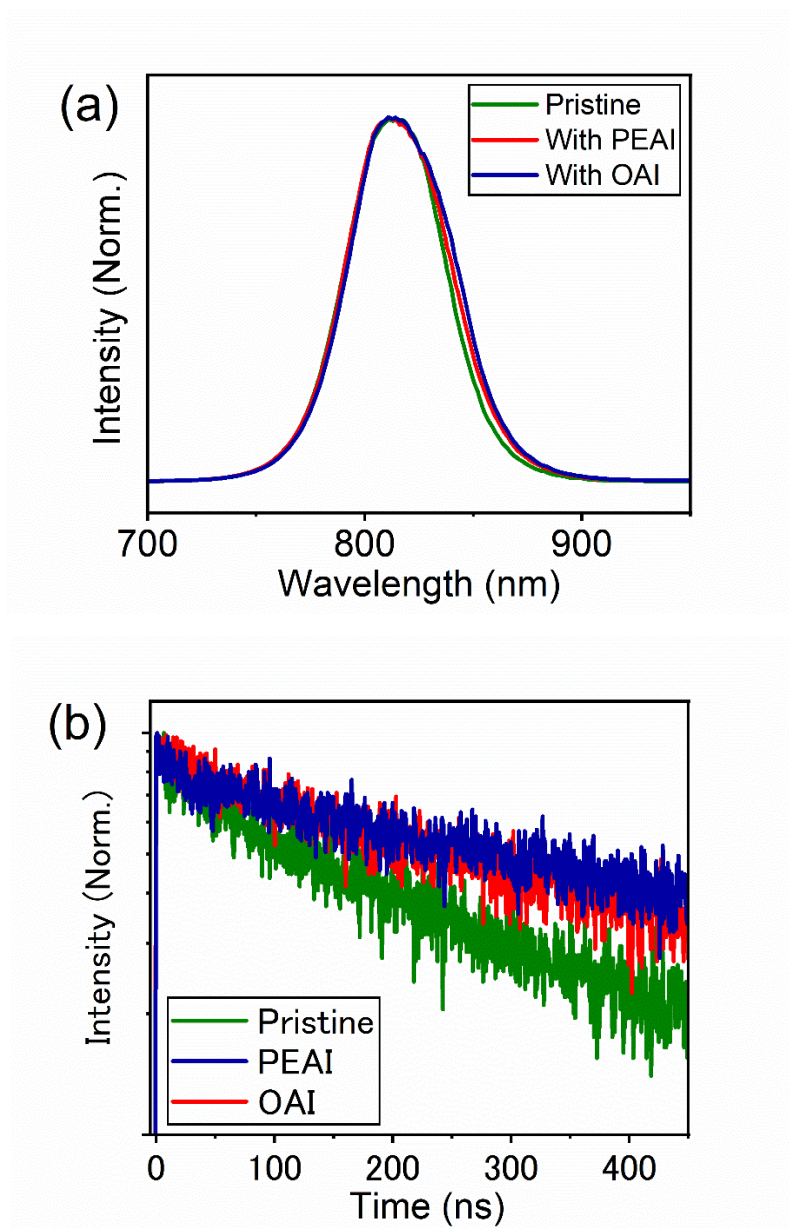 (a)
Pristine
With PEAI
With OAI
Intensity (Norm.)
700
800
900
Wavelength (nm)
(b)
Intensity (Norm.)
Pristine
PEAI
OAI
0
100
200
300
400
Time (ns)